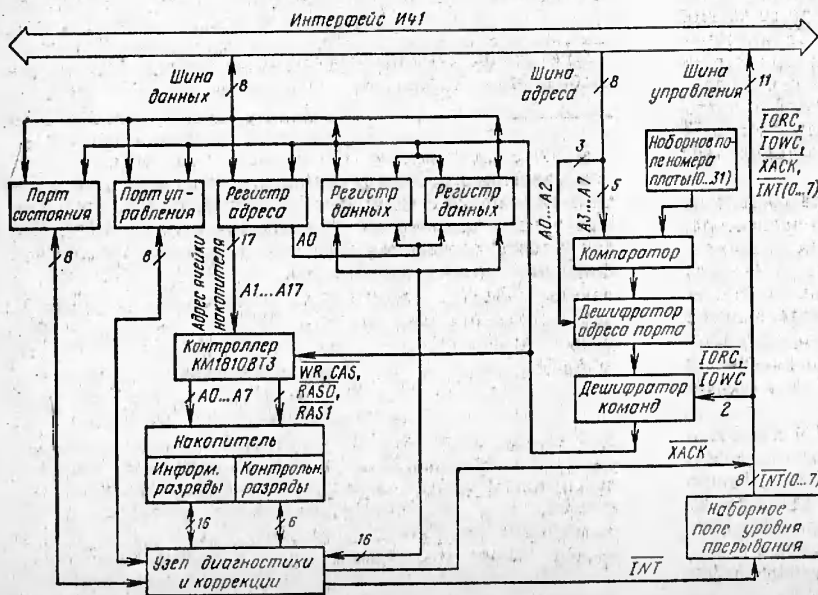 Интерфейс И41
Шина
данных
8
Шина
адреса
8
Шина
управления
11
IORC,
IOWC,
XACK,
INT(0...7)
Наборное по-
ле номера
платы(0..31)
3
5
A0...A2
A3...A7
Порт
состояния
Порт уп-
равления
Регистр
адреса
Регистр
данных
Регистр
данных
8
8
17
A0
Адрес ячейки
накопителя
A1...A17
Компаратор
Дешифратор
адреса порта
Дешифратор
команд
IORC,
IOWC
2
Контроллер
КМ1810ВТ3
A0...A7
WR, CAS,
RAS0,
RAS1
Накопитель
Информ.
разряды
Контрольн.
разряды
16
6
16
XACK
8
INT(0...7)
Наборное
поле уровня
прерывания
Узел диагностики
и коррекции
INT